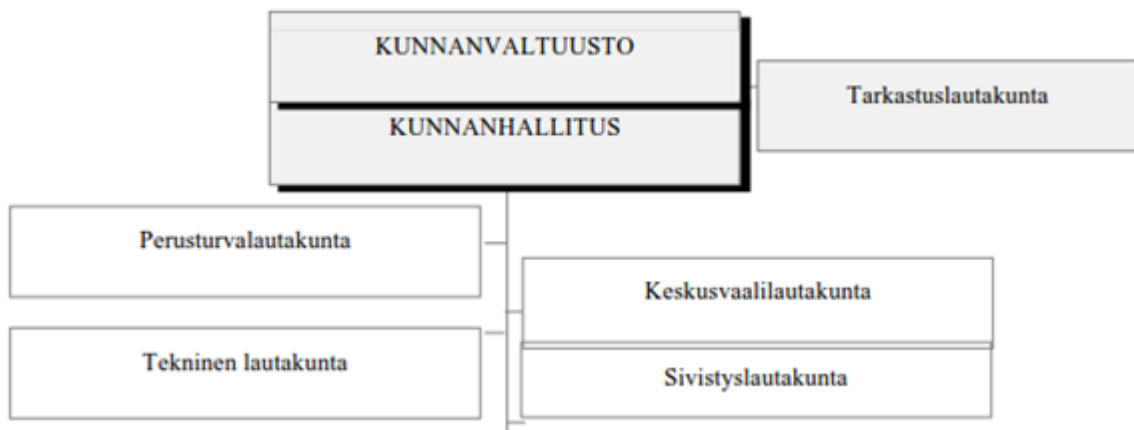 KUNNANVALTUUSTO
Tarkastuslautakunta
KUNNANHALLITUS
Perusturvalautakunta
Keskusvaalilautakunta
Tekninen lautakunta
Sivistyslautakunta